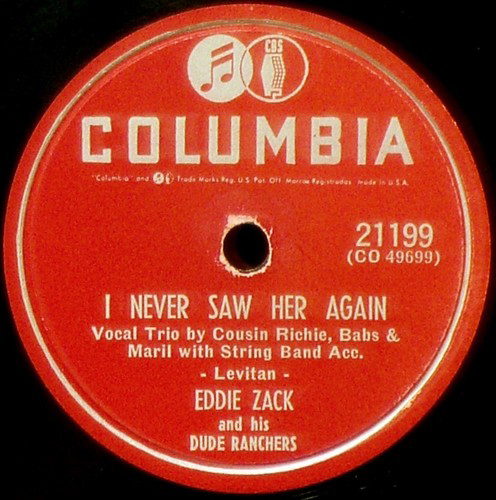 CBS
COLUMBIA
"Columbia" and Trade Marks Reg. U.S. Pat. Off. Marcas Registradas Made in U.S.A.
21199
(CO 49699)
I NEVER SAW HER AGAIN
Vocal Trio by Cousin Richie, Babs &
Maril with String Band Acc.
- Levitan -
EDDIE ZACK
and his
DUDE RANCHERS